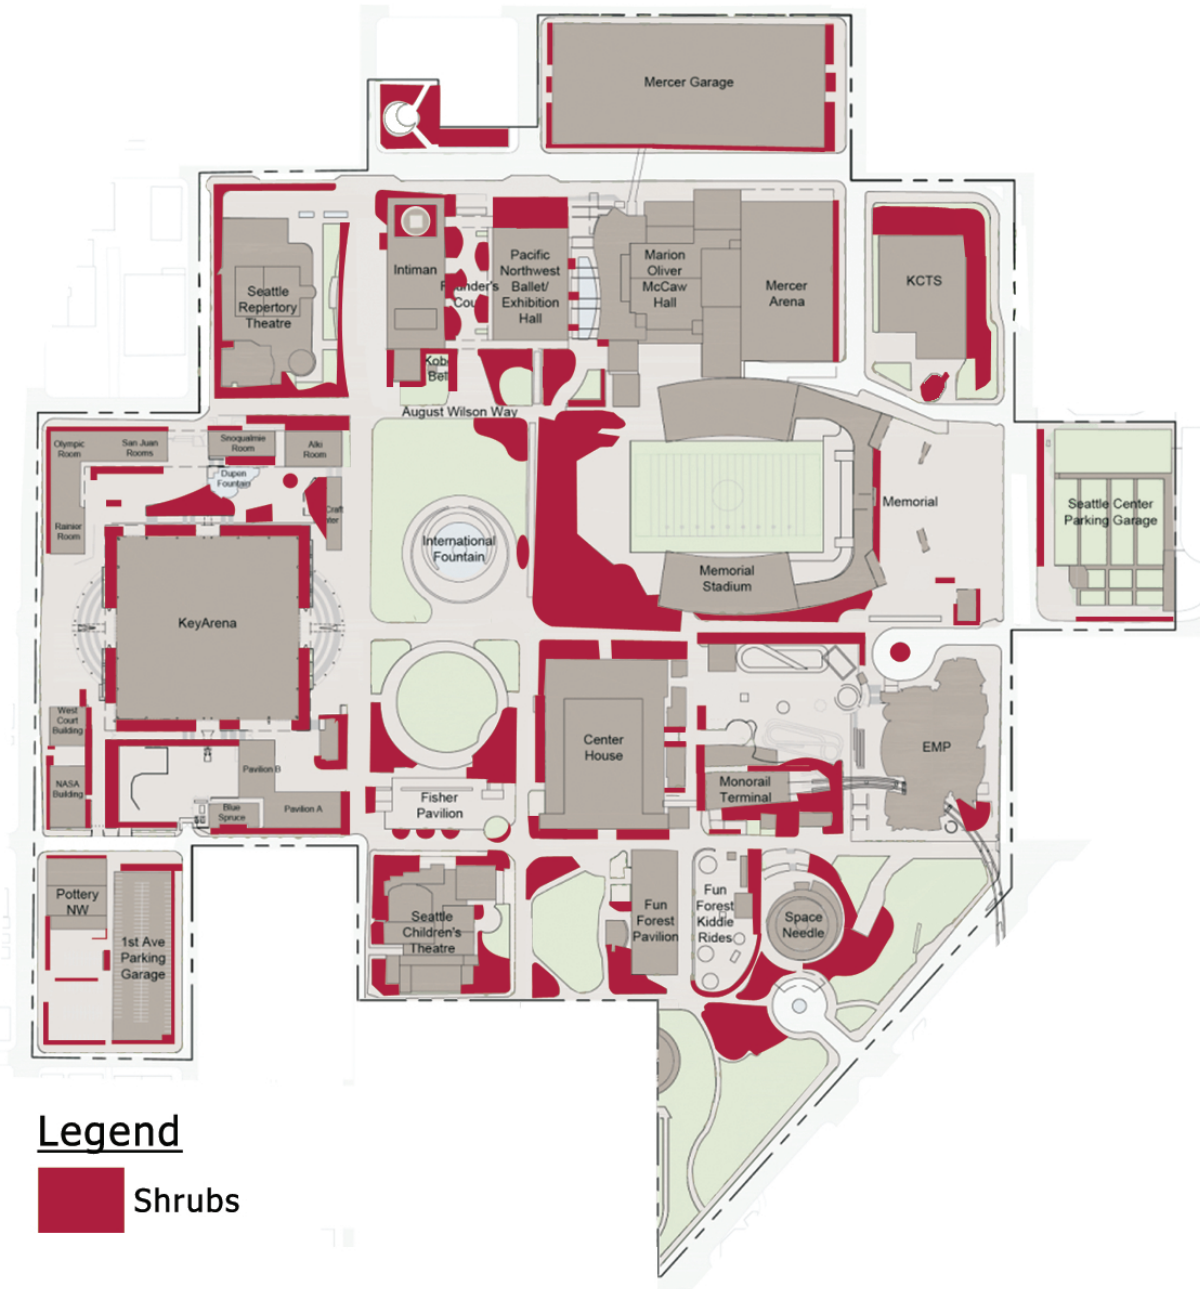 Mercer Garage
Intiman
Pacific
Northwest
Ballet/
Exhibition
Hall
Marion
Oliver
McCaw
Hall
Mercer
Arena
KCTS
Seattle
Repertory
Theatre
August Wilson Way
Olympic
Room
San Juan
Rooms
Snoqualmie
Room
Alki
Room
Dupen
Fountain
Rainier
Room
International
Fountain
Memorial
Memorial
Stadium
Seattle Center
Parking Garage
KeyArena
West
Court
Building
NASA
Building
Pavilion B
Blue
Spruce
Pavilion A
Center
House
Fisher
Pavilion
Monorail
Terminal
EMP
Pottery
NW
1st Ave
Parking
Garage
Seattle
Children's
Theatre
Fun
Forest
Pavilion
Fun
Forest
Kiddie
Rides
Space
Needle
Legend
Shrubs